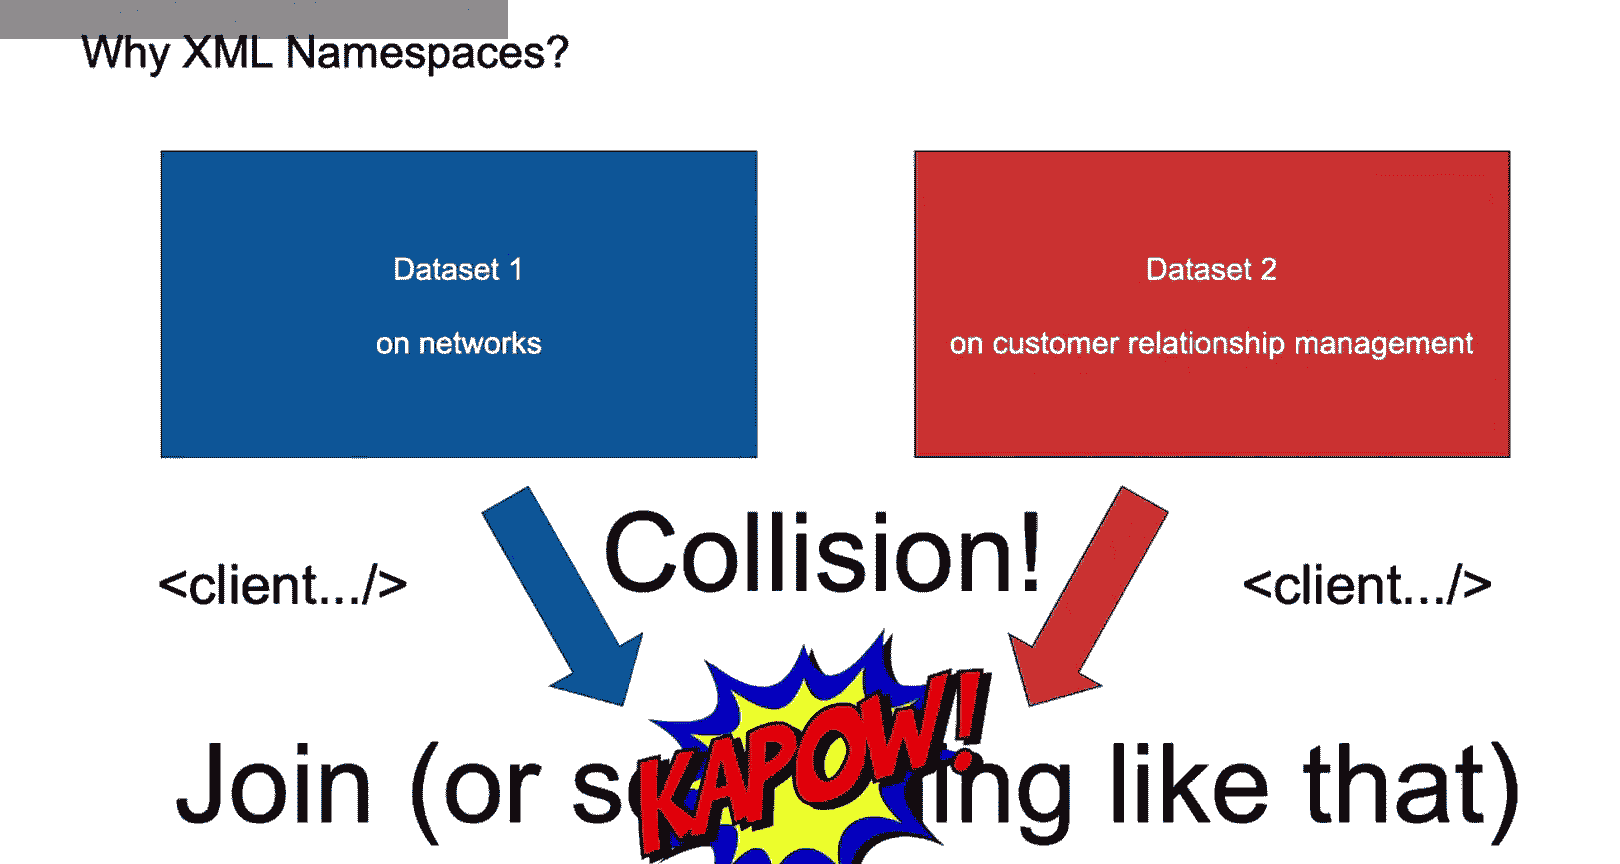 Why XML Namespaces?
Dataset 1
on networks
Dataset 2
on customer relationship management
Collision!
<client.../>
<client.../>
KAPOW!
Join (or s ing like that)